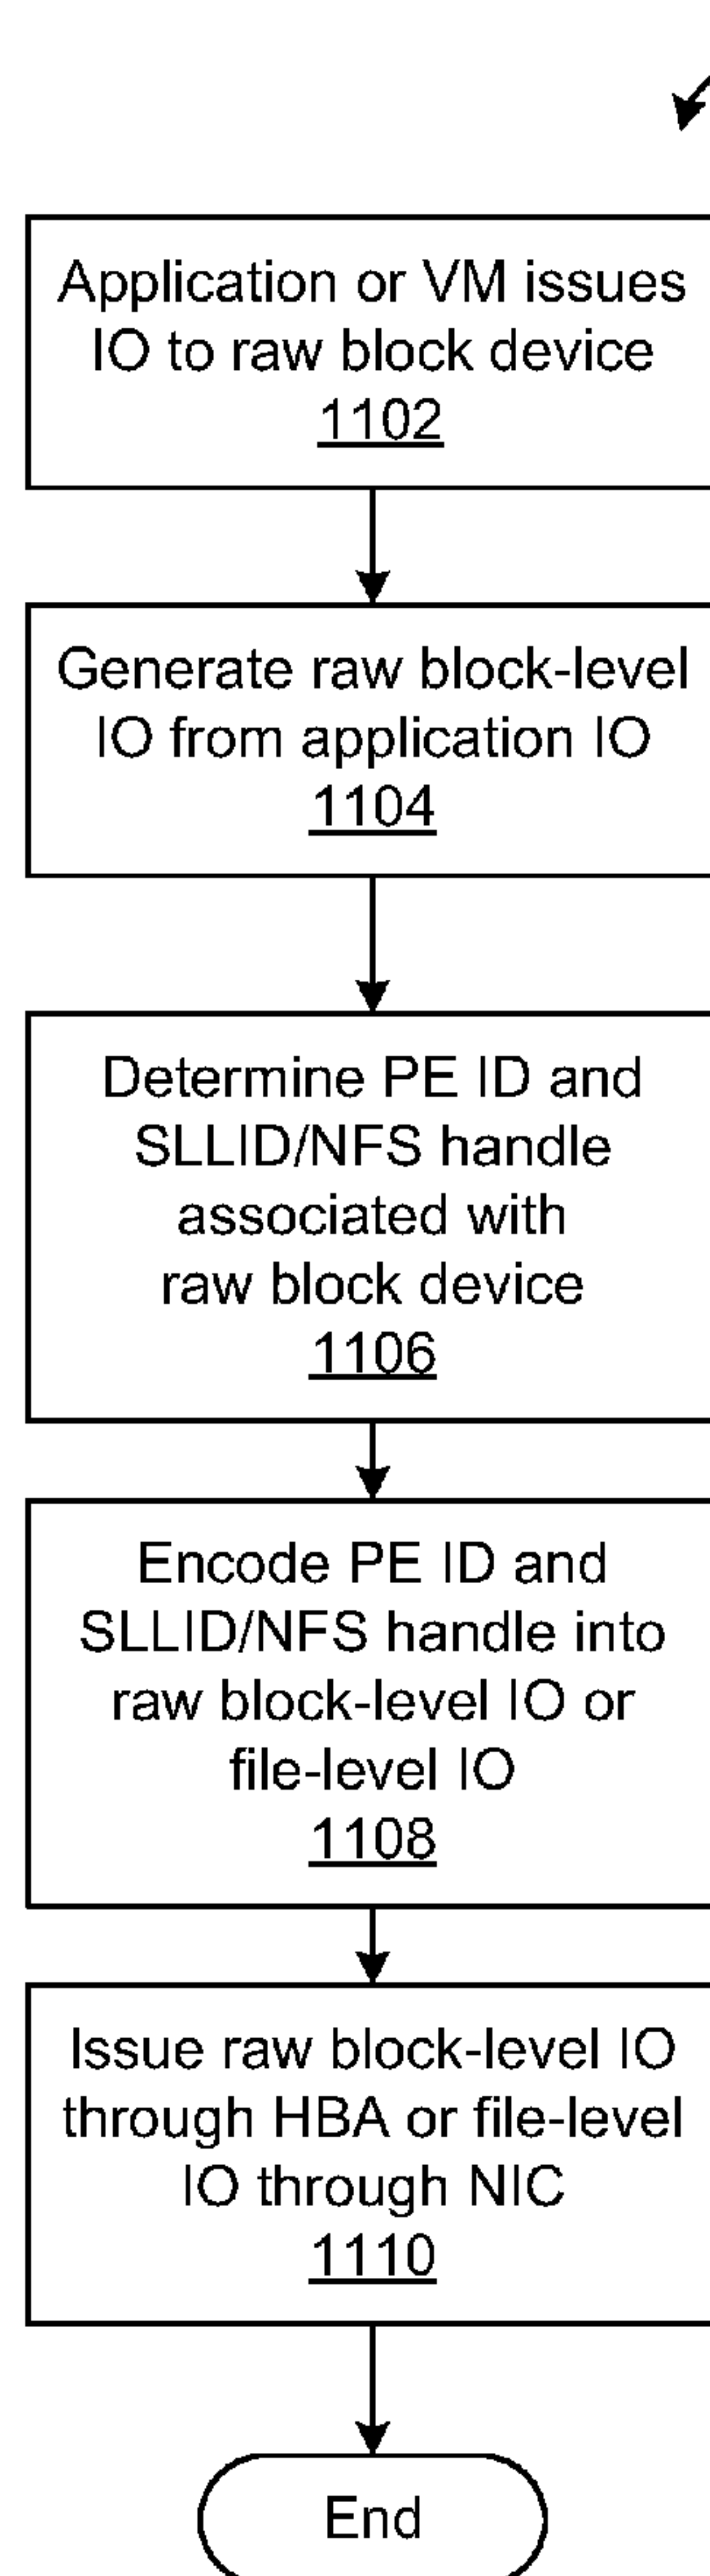 Application or VM issues
IO to raw block device
1102
Generate raw block-level
IO from application IO
1104
Determine PE ID and
SLLID/NFS handle
associated with
raw block device
1106
Encode PE ID and
SLLID/NFS handle into
raw block-level IO or
file-level IO
1108
Issue raw block-level IO
through HBA or file-level
IO through NIC
1110
End